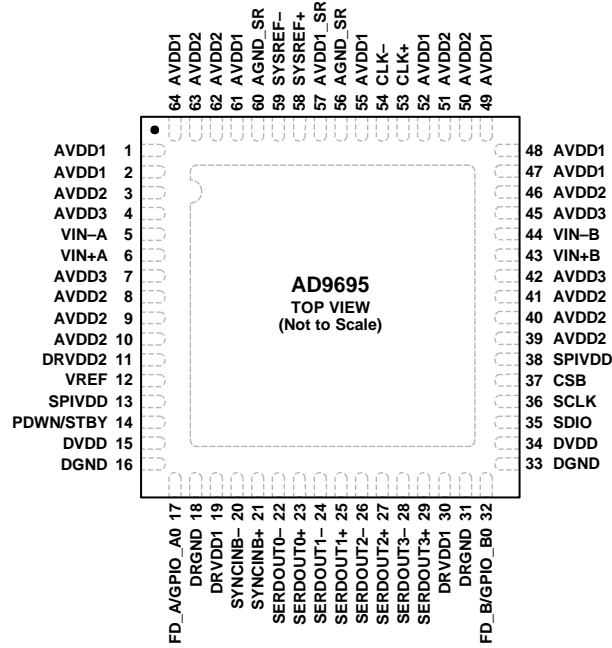 64 AVDD1
63 AVDD2
62 AVDD2
61 AVDD1
60 AGND_SR
59 SYSREF–
58 SYSREF+
57 AVDD1_SR
56 AGND_SR
55 AVDD1
54 CLK–
53 CLK+
52 AVDD1
51 AVDD2
50 AVDD2
49 AVDD1
AVDD1 1
AVDD1 2
AVDD2 3
AVDD3 4
VIN–A 5
VIN+A 6
AVDD3 7
AVDD2 8
AVDD2 9
AVDD2 10
DRVDD2 11
VREF 12
SPIVDD 13
PDWN/STBY 14
DVDD 15
DGND 16
AD9695
TOP VIEW
(Not to Scale)
48 AVDD1
47 AVDD1
46 AVDD2
45 AVDD3
44 VIN–B
43 VIN+B
42 AVDD3
41 AVDD2
40 AVDD2
39 AVDD2
38 SPIVDD
37 CSB
36 SCLK
35 SDIO
34 DVDD
33 DGND
FD_A/GPIO_A0 17
DRGND 18
DRVDD1 19
SYNCINB– 20
SYNCINB+ 21
SERDOUT0– 22
SERDOUT0+ 23
SERDOUT1– 24
SERDOUT1+ 25
SERDOUT2– 26
SERDOUT2+ 27
SERDOUT3– 28
SERDOUT3+ 29
DRVDD1 30
DRGND 31
FD_B/GPIO_B0 32